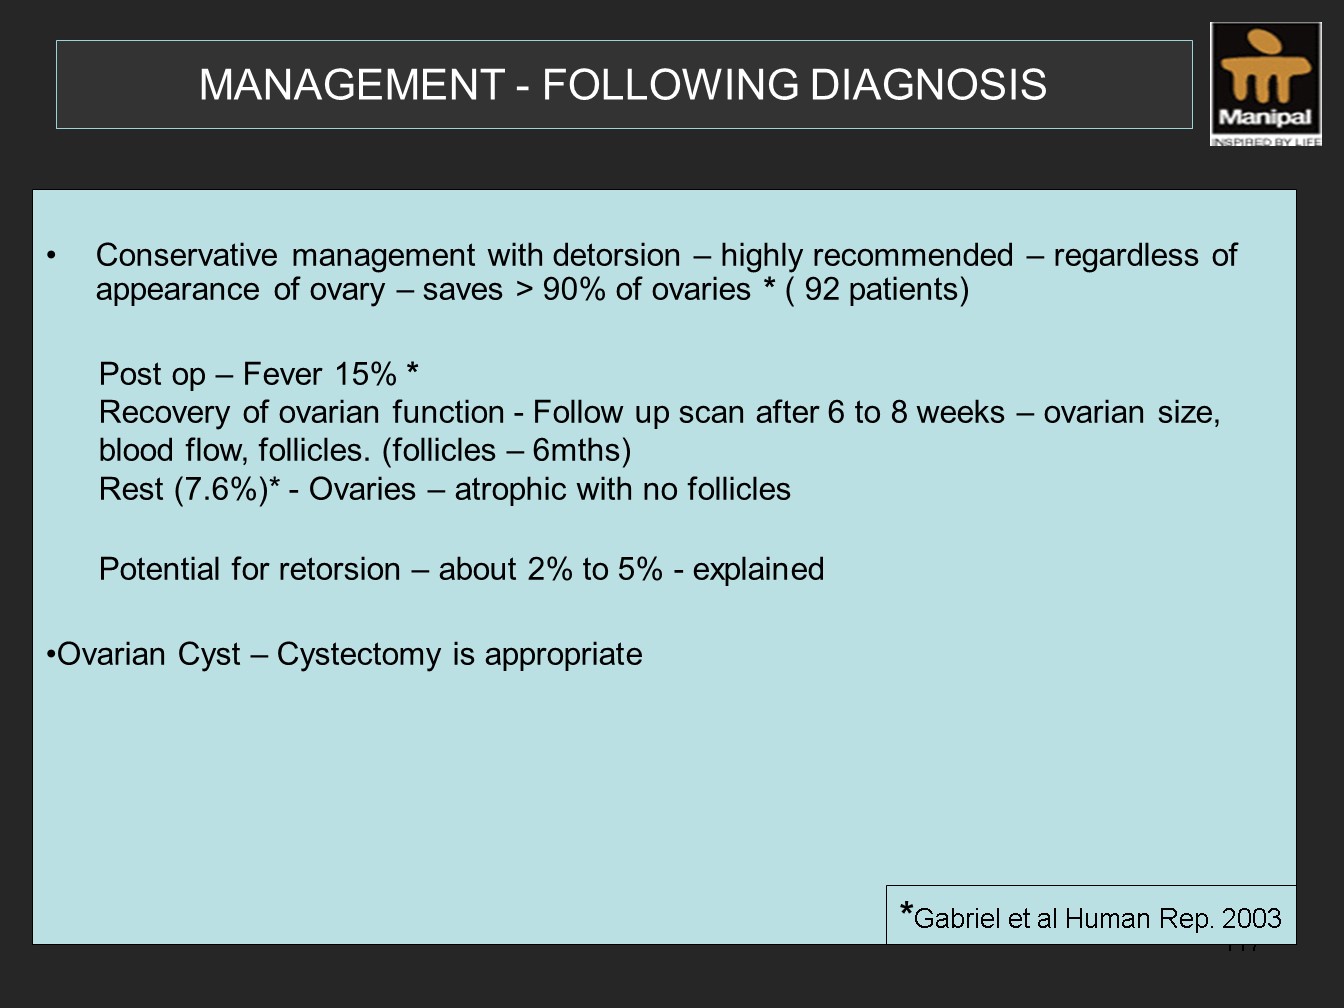 MANAGEMENT - FOLLOWING DIAGNOSIS
Manipal
INSPIRED BY LIFE
• Conservative management with detorsion – highly recommended – regardless of
appearance of ovary – saves > 90% of ovaries * ( 92 patients)
Post op – Fever 15% *
Recovery of ovarian function - Follow up scan after 6 to 8 weeks – ovarian size,
blood flow, follicles. (follicles – 6mths)
Rest (7.6%)* - Ovaries – atrophic with no follicles
Potential for retorsion – about 2% to 5% - explained
•Ovarian Cyst – Cystectomy is appropriate
*Gabriel et al Human Rep. 2003